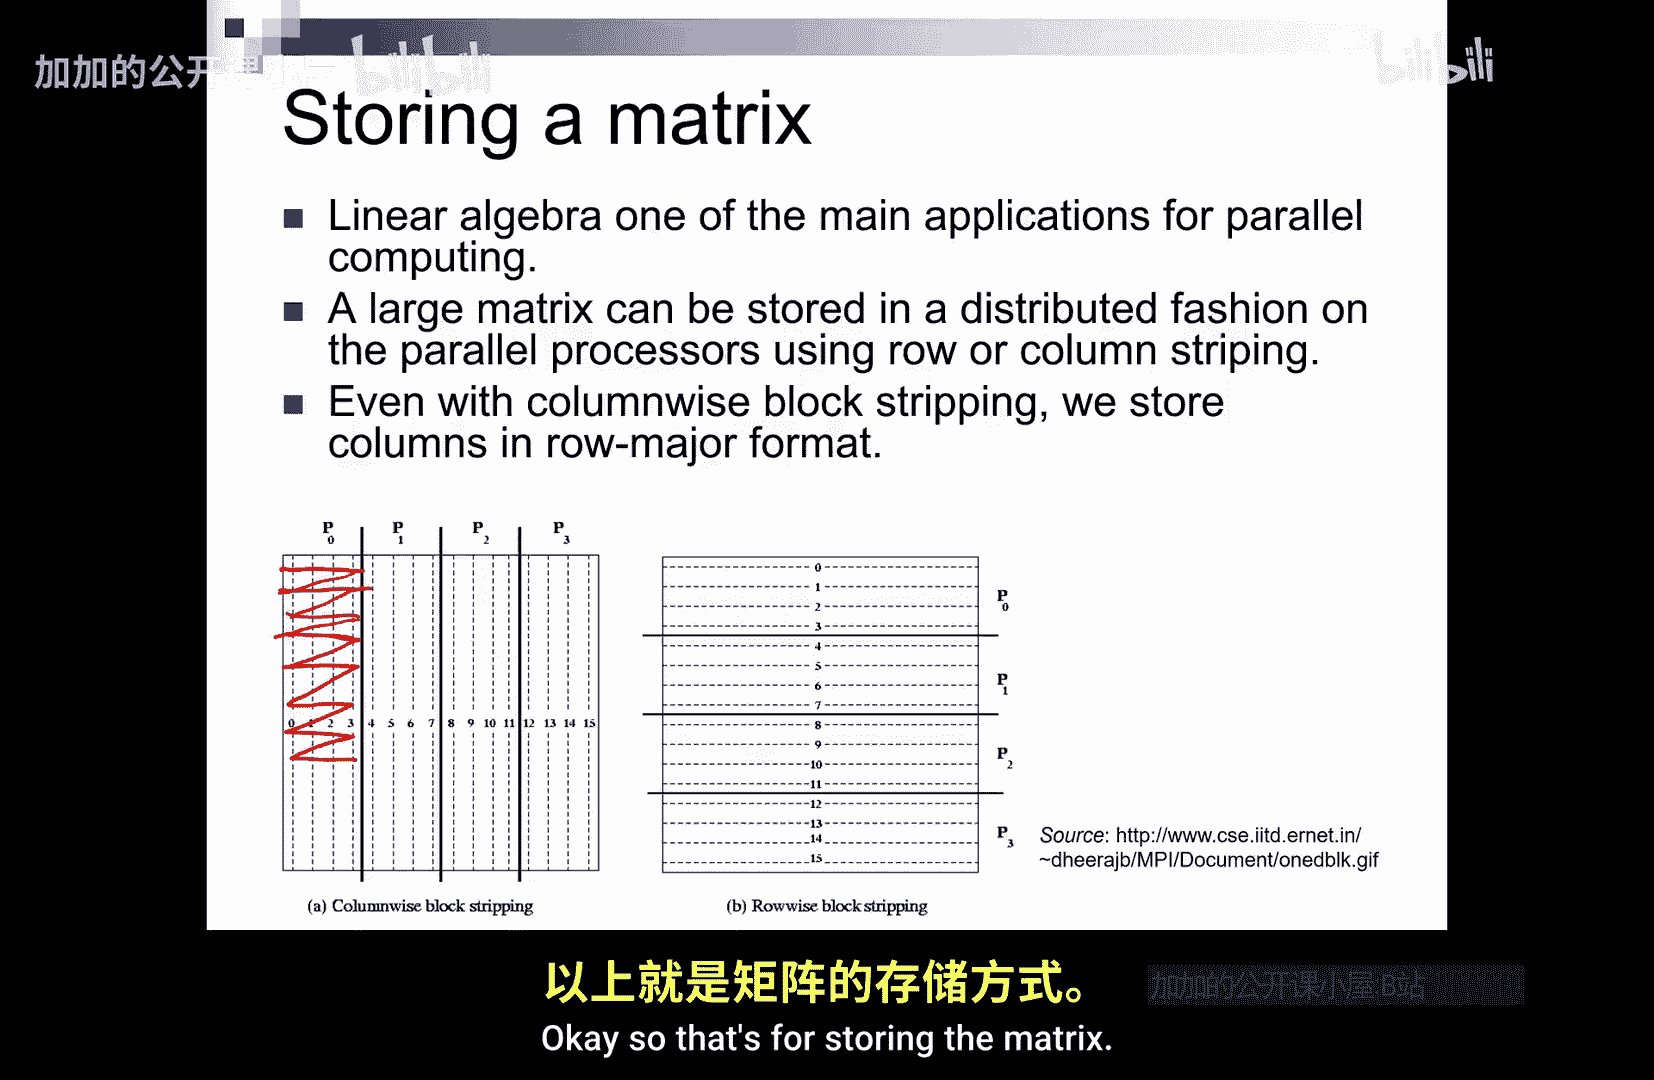 加加的公开课
bilibili
bilibili
Storing a matrix
Linear algebra one of the main applications for parallel
computing.
A large matrix can be stored in a distributed fashion on
the parallel processors using row or column striping.
Even with columnwise block stripping, we store
columns in row-major format.
P0 P1 P2 P3
0 1 2 3 4 5 6 7 8 9 10 11 12 13 14 15
(a) Columnwise block stripping
0
1
2
3
P0
4
5
6
7
P1
8
9
10
11
P2
12
13
14
15
P3
(b) Rowwise block stripping
Source: http://www.cse.iitd.ernet.in/
~dheerajb/MPI/Document/onedblk.gif
以上就是矩阵的存储方式。
加加的公开课小屋·B站
Okay so that's for storing the matrix.